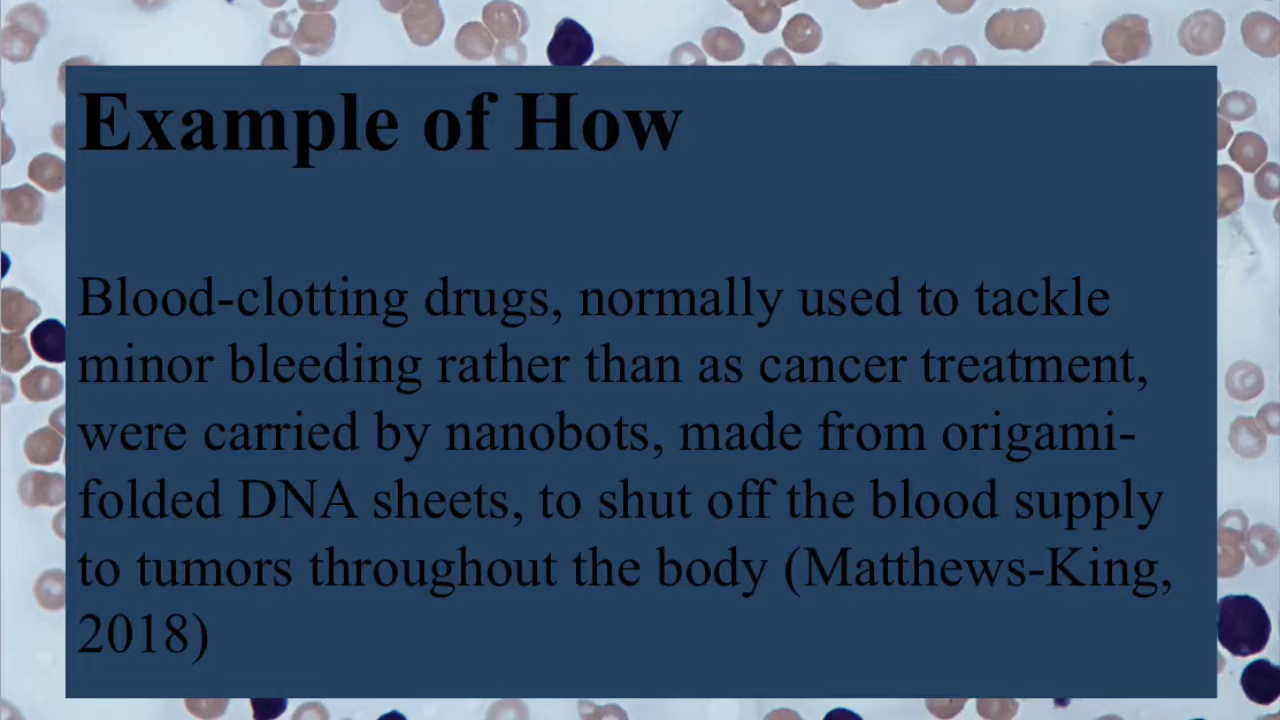 Example of How
Blood-clotting drugs, normally used to tackle
minor bleeding rather than as cancer treatment,
were carried by nanobots, made from origami-
folded DNA sheets, to shut off the blood supply
to tumors throughout the body (Matthews-King,
2018)